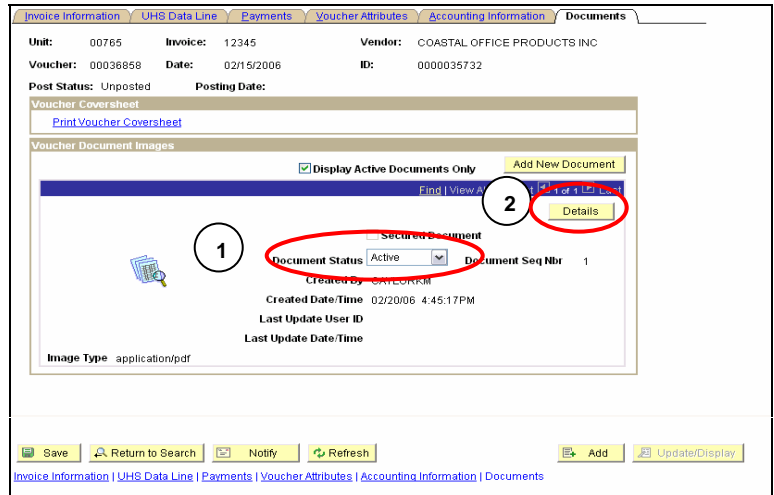 Invoice Information UHS Data Line Payments Voucher Attributes Accounting Information Documents
Unit: 00765 Invoice: 12345 Vendor: COASTAL OFFICE PRODUCTS INC
Voucher: 00036858 Date: 02/15/2006 ID: 0000035732
Post Status: Unposted Posting Date:
Voucher Coversheet
Print Voucher Coversheet
Voucher Document Images
Display Active Documents Only Add New Document
Find | View 1 of 1 Last
2
Details
Secured Document
1
Document Status Active Document Seq Nbr 1
Created By
Created Date/Time 02/20/06 4:45:17PM
Last Update User ID
Last Update Date/Time
Image Type application/pdf
Save Return to Search Notify Refresh Add Update/Display
Invoice Information | UHS Data Line | Payments | Voucher Attributes | Accounting Information | Documents